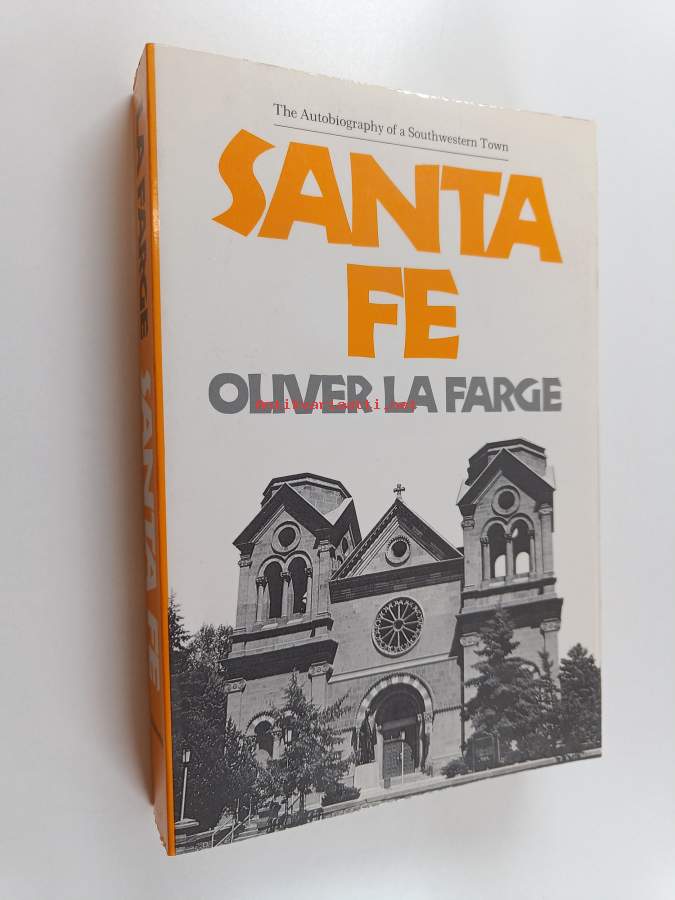 The Autobiography of a Southwestern Town
SANTA
FE
OLIVER LA FARGE
Antikvariaatti.net
LA FARGE SANTA FE